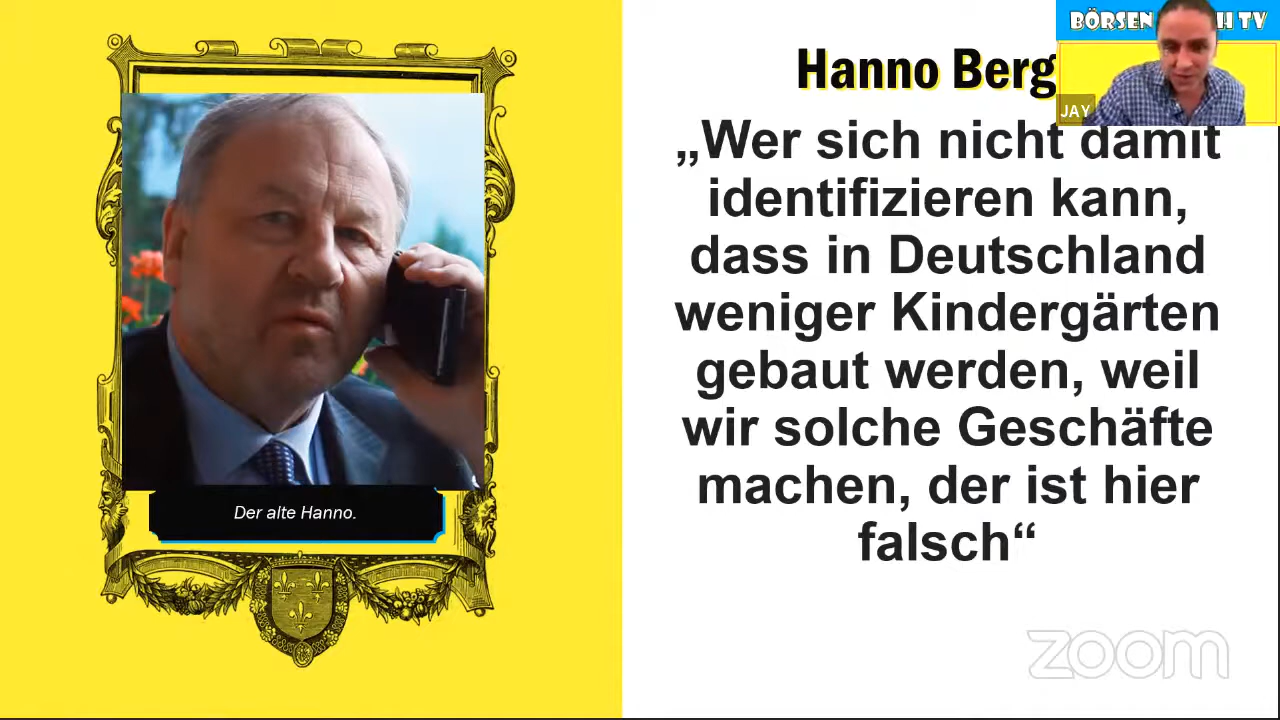 BÖRSEN H TV
Hanno Berg
JAY
„Wer sich nicht damit
identifizieren kann,
dass in Deutschland
weniger Kindergärten
gebaut werden, weil
wir solche Geschäfte
machen, der ist hier
falsch“
Der alte Hanno.
zoom